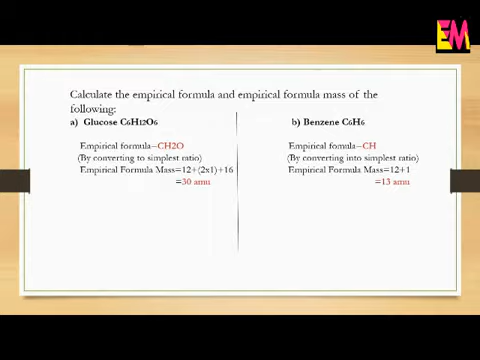 EM
Calculate the empirical formula and empirical formula mass of the
following:
a) Glucose C6H12O6
Empirical formula=CH2O
(By converting to simplest ratio)
Empirical Formula Mass=12+(2x1)+16
=30 amu
b) Benzene C6H6
Empirical fomula=CH
(By converting into simplest ratio)
Empirical Formula Mass=12+1
=13 amu